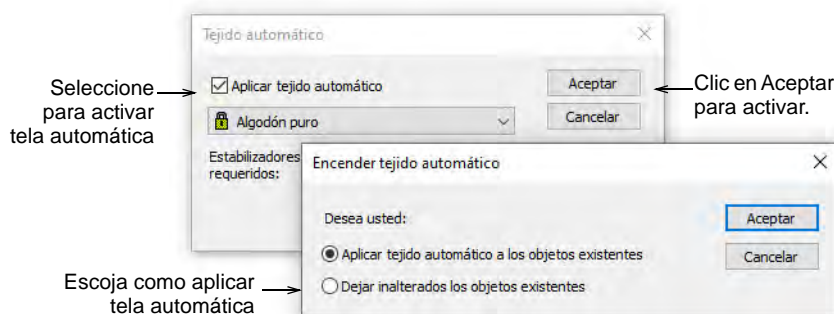 Tejido automático
Seleccione
para activar
tela automática
Aplicar tejido automático
Aceptar
Clic en Aceptar
para activar.
Algodón puro
Cancelar
Estabilizadores
requeridos:
Encender tejido automático
Desea usted:
Aceptar
Aplicar tejido automático a los objetos existentes
Cancelar
Escoja como aplicar
tela automática
Dejar inalterados los objetos existentes